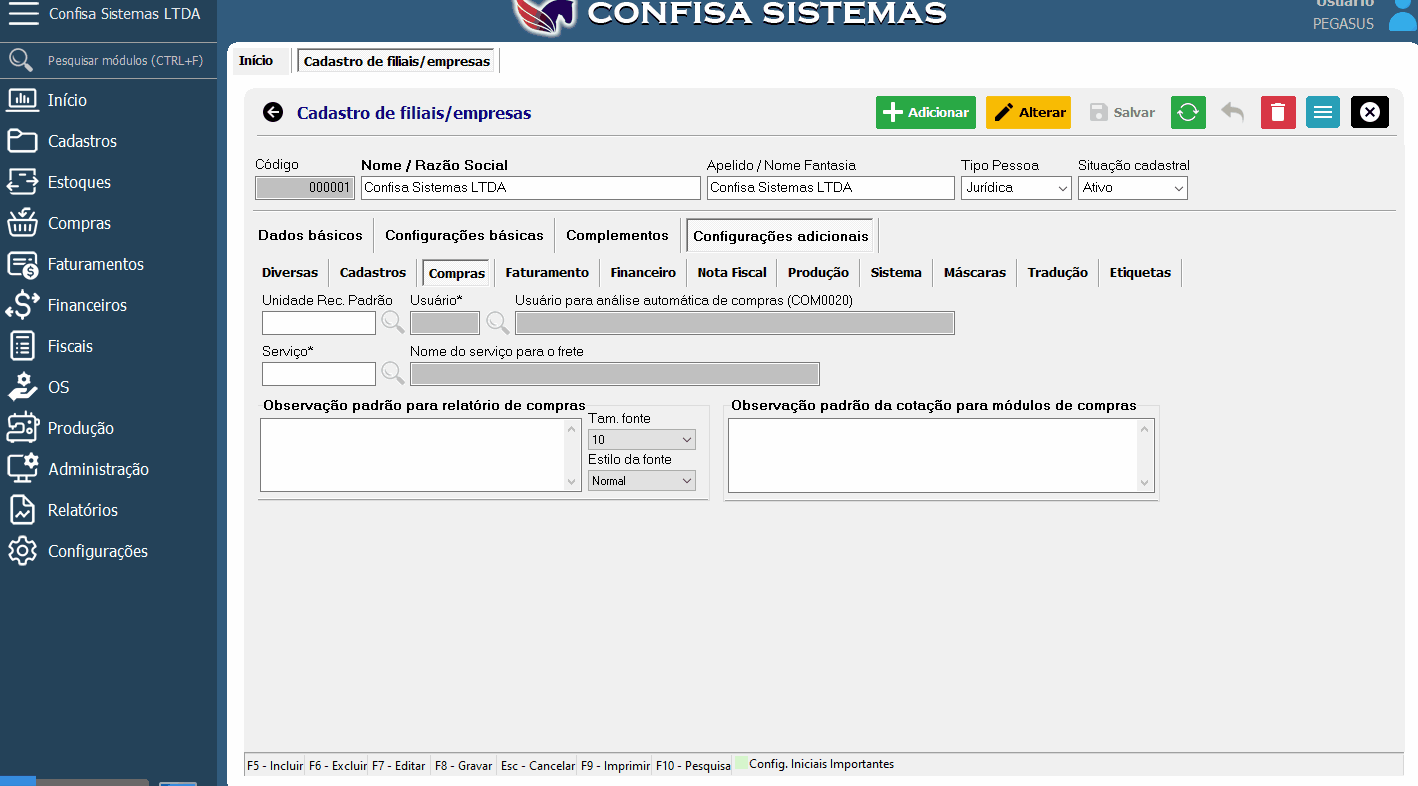 Confisa Sistemas LTDA
CONFISA SISTEMAS
Usuário
PEGASUS
Pesquisar módulos (CTRL+F)
Início
Cadastro de filiais/empresas
Início
Cadastros
Estoques
Compras
Faturamentos
Financeiros
Fiscais
OS
Produção
Administração
Relatórios
Configurações
Cadastro de filiais/empresas
Adicionar
Alterar
Salvar
Código
Nome / Razão Social
Apelido / Nome Fantasia
Tipo Pessoa
Situação cadastral
000001
Confisa Sistemas LTDA
Confisa Sistemas LTDA
Jurídica
Ativo
Dados básicos
Configurações básicas
Complementos
Configurações adicionais
Diversas
Cadastros
Compras
Faturamento
Financeiro
Nota Fiscal
Produção
Sistema
Máscaras
Tradução
Etiquetas
Unidade Rec. Padrão
Usuário*
Usuário para análise automática de compras (COM0020)
Serviço*
Nome do serviço para o frete
Observação padrão para relatório de compras
Tam. fonte
10
Estilo da fonte
Normal
Observação padrão da cotação para módulos de compras
F5 - Incluir
F6 - Excluir
F7 - Editar
F8 - Gravar
Esc - Cancelar
F9 - Imprimir
F10 - Pesquisa
Config. Iniciais Importantes